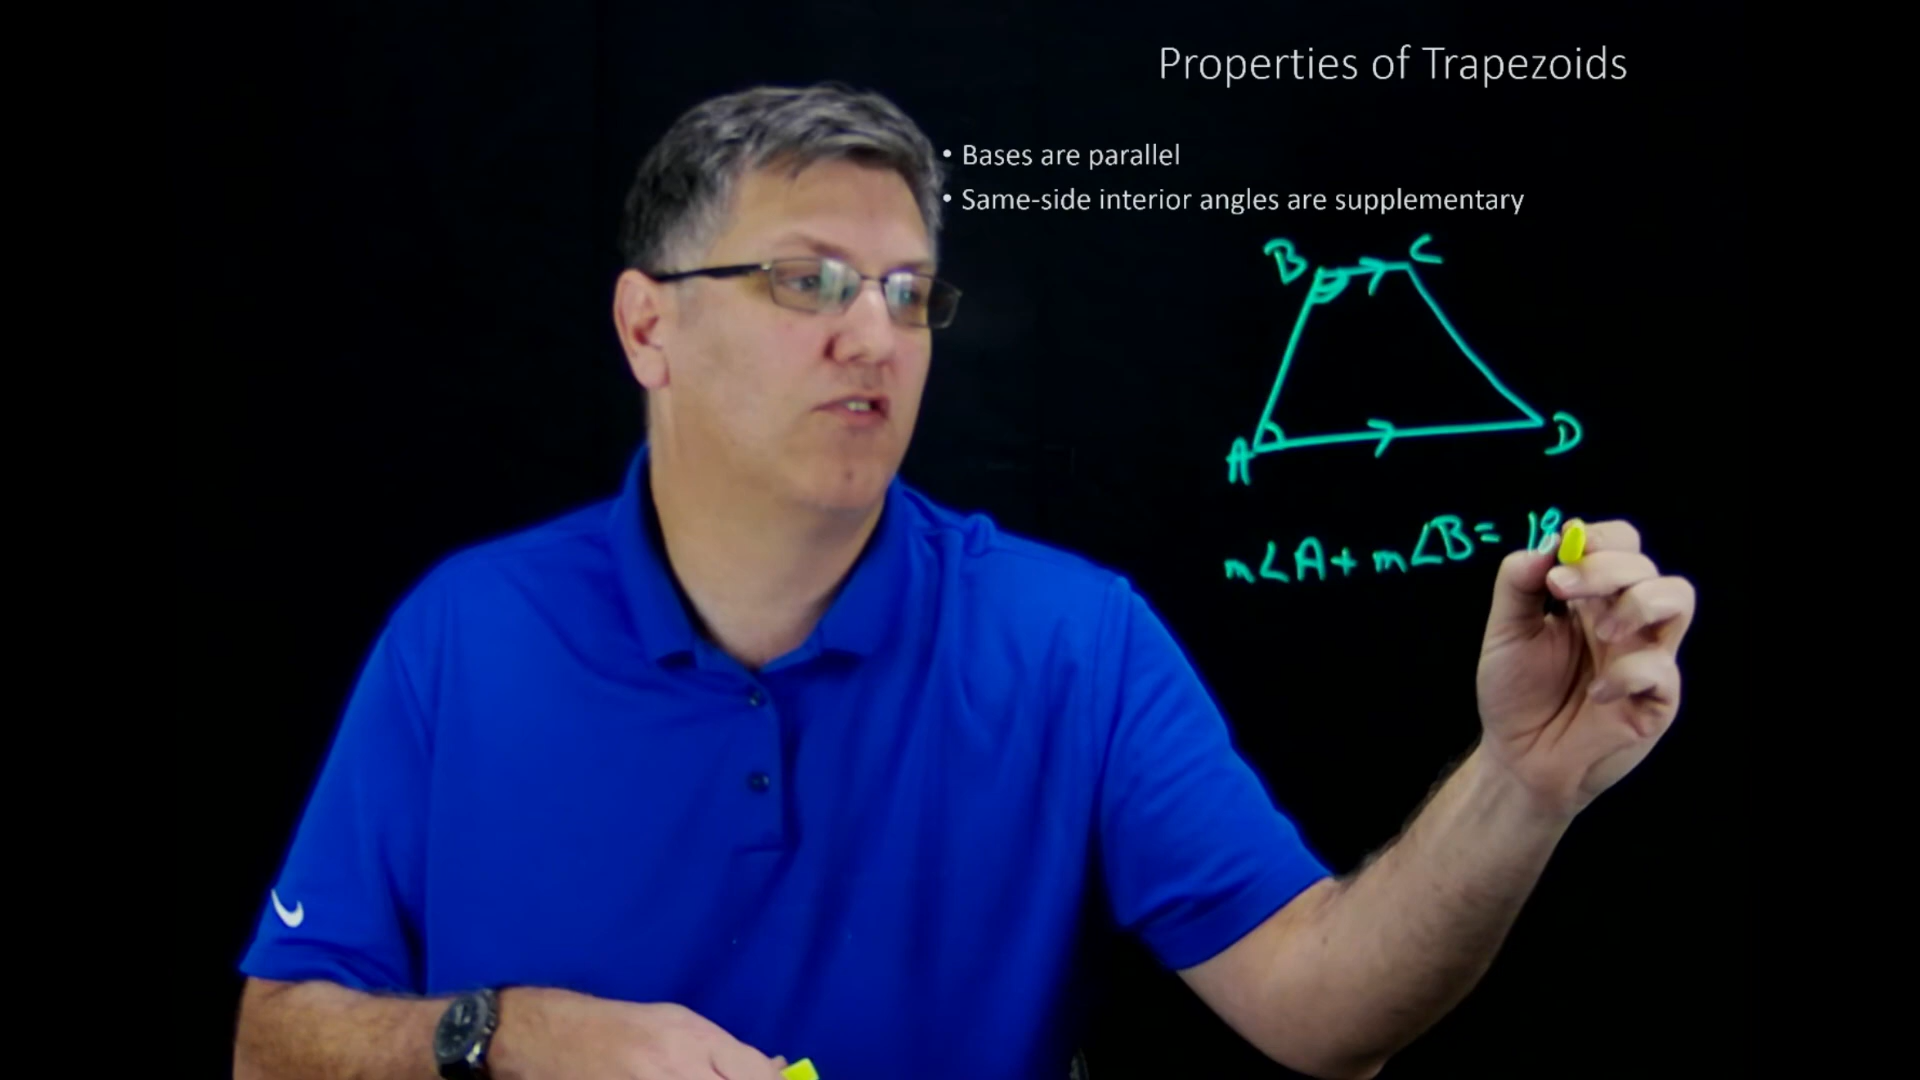 Properties of Trapezoids
• Bases are parallel
• Same-side interior angles are supplementary
B C
A D
m∠A + m∠B = 18